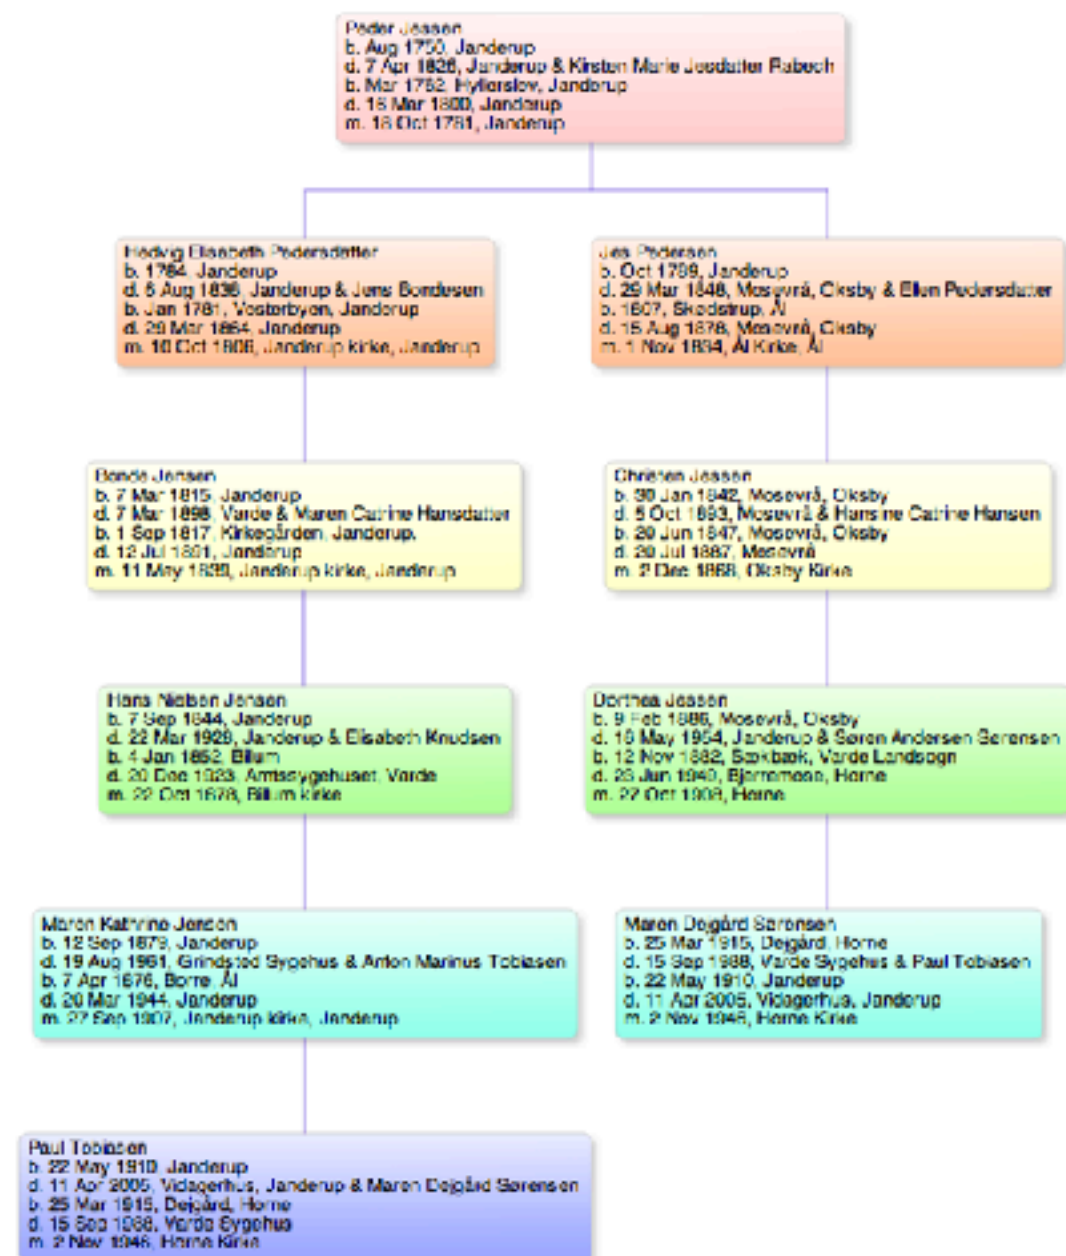 Peder Jessen
b. Aug 1750, Janderup
d. 7 Apr 1826, Janderup & Kirsten Marie Jesdatter Rabech
b. Mar 1762, Hyllerslev, Janderup
d. 16 Mar 1800, Janderup
m. 18 Oct 1781, Janderup
Hedvig Elisabeth Pedersdatter
b. 1784, Janderup
d. 6 Aug 1836, Janderup & Jens Bondesen
b. Jan 1781, Vesterbyen, Janderup
d. 29 Mar 1864, Janderup
m. 10 Oct 1806, Janderup kirke, Janderup
Jes Pedersen
b. Oct 1799, Janderup
d. 29 Mar 1848, Mosevrå, Oksby & Ellen Pedersdatter
b. 1807, Skødstrup, Ål
d. 15 Aug 1878, Mosevrå, Oksby
m. 1 Nov 1834, Ål Kirke, Ål
Bonde Jensen
b. 7 Mar 1815, Janderup
d. 7 Mar 1898, Varde & Maren Catrine Hansdatter
b. 1 Sep 1817, Kirkegården, Janderup.
d. 12 Jul 1891, Janderup
m. 11 May 1839, Janderup kirke, Janderup
Christen Jessen
b. 30 Jan 1842, Mosevrå, Oksby
d. 5 Oct 1893, Mosevrå & Hansine Catrine Hansen
b. 20 Jun 1847, Mosevrå, Oksby
d. 20 Jul 1887, Mosevrå
m. 2 Dec 1868, Oksby Kirke
Hans Nielsen Jensen
b. 7 Sep 1844, Janderup
d. 22 Mar 1928, Janderup & Elisabeth Knudsen
b. 4 Jan 1852, Billum
d. 20 Dec 1923, Amtssygehuset, Varde
m. 22 Oct 1878, Billum kirke
Dorthea Jessen
b. 9 Feb 1886, Mosevrå, Oksby
d. 16 May 1954, Janderup & Søren Andersen Sørensen
b. 12 Nov 1882, Sækbæk, Varde Landsogn
d. 23 Jun 1949, Bjerremose, Horne
m. 27 Oct 1908, Horne
Maren Kathrine Jensen
b. 12 Sep 1879, Janderup
d. 19 Aug 1961, Grindsted Sygehus & Anton Marinus Tobiasen
b. 7 Apr 1876, Borre, Ål
d. 20 Mar 1944, Janderup
m. 27 Sep 1907, Janderup kirke, Janderup
Maren Dejgård Sørensen
b. 25 Mar 1915, Dejgård, Horne
d. 15 Sep 1988, Varde Sygehus & Paul Tobiasen
b. 22 May 1910, Janderup
d. 11 Apr 2005, Vidagerhus, Janderup
m. 2 Nov 1946, Horne Kirke
Paul Tobiasen
b. 22 May 1910, Janderup
d. 11 Apr 2005, Vidagerhus, Janderup & Maren Dejgård Sørensen
b. 25 Mar 1915, Dejgård, Horne
d. 15 Sep 1988, Varde Sygehus
m. 2 Nov 1946, Horne Kirke